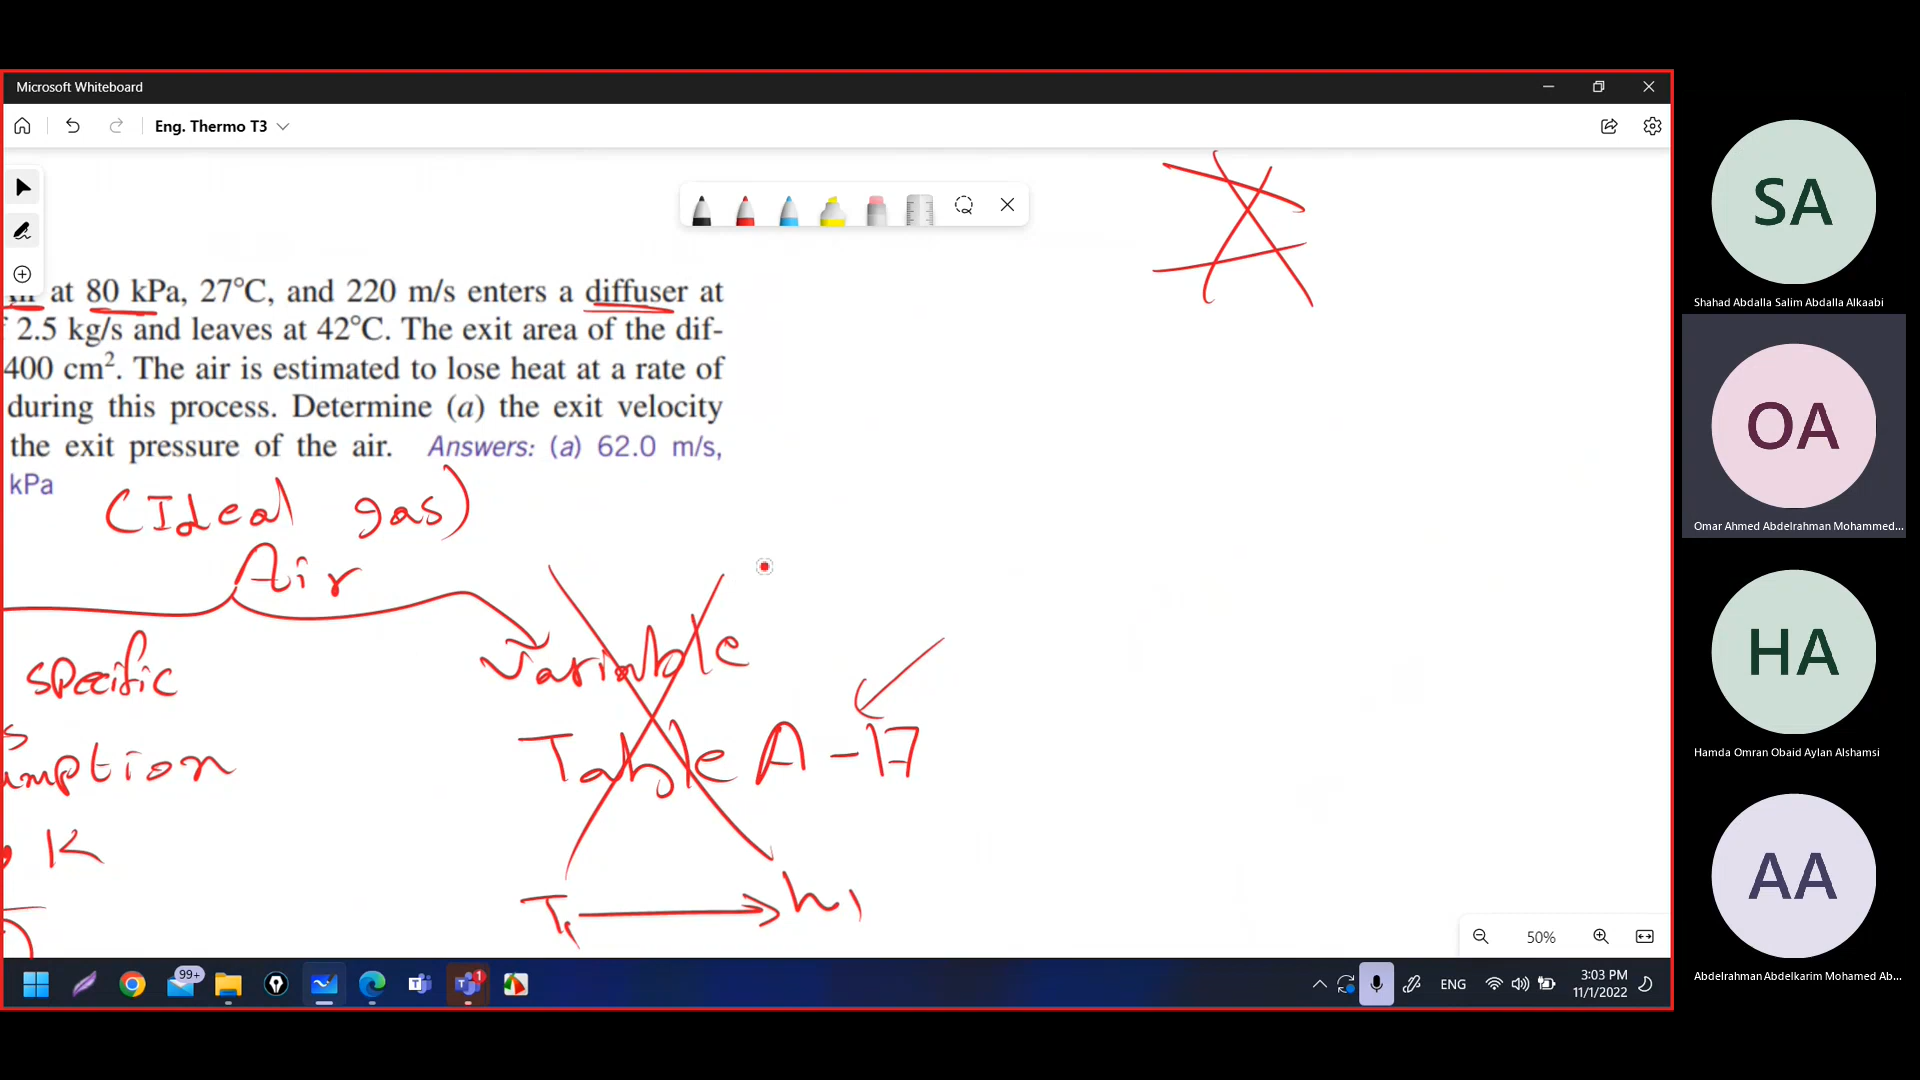 Microsoft Whiteboard
Eng. Thermo T3
at 80 kPa, 27°C, and 220 m/s enters a diffuser at
2.5 kg/s and leaves at 42°C. The exit area of the dif-
400 cm². The air is estimated to lose heat at a rate of
during this process. Determine (a) the exit velocity
the exit pressure of the air. Answers: (a) 62.0 m/s,
kPa
(Ideal gas)
Air
specific
Variable
s
umption
Table A-17
K
T₁ → h₁
50%
99+
1
ENG
3:03 PM
11/1/2022
SA
Shahad Abdalla Salim Abdalla Alkaabi
OA
Omar Ahmed Abdelrahman Mohammed...
HA
Hamda Omran Obaid Aylan Alshamsi
AA
Abdelrahman Abdelkarim Mohamed Ab...